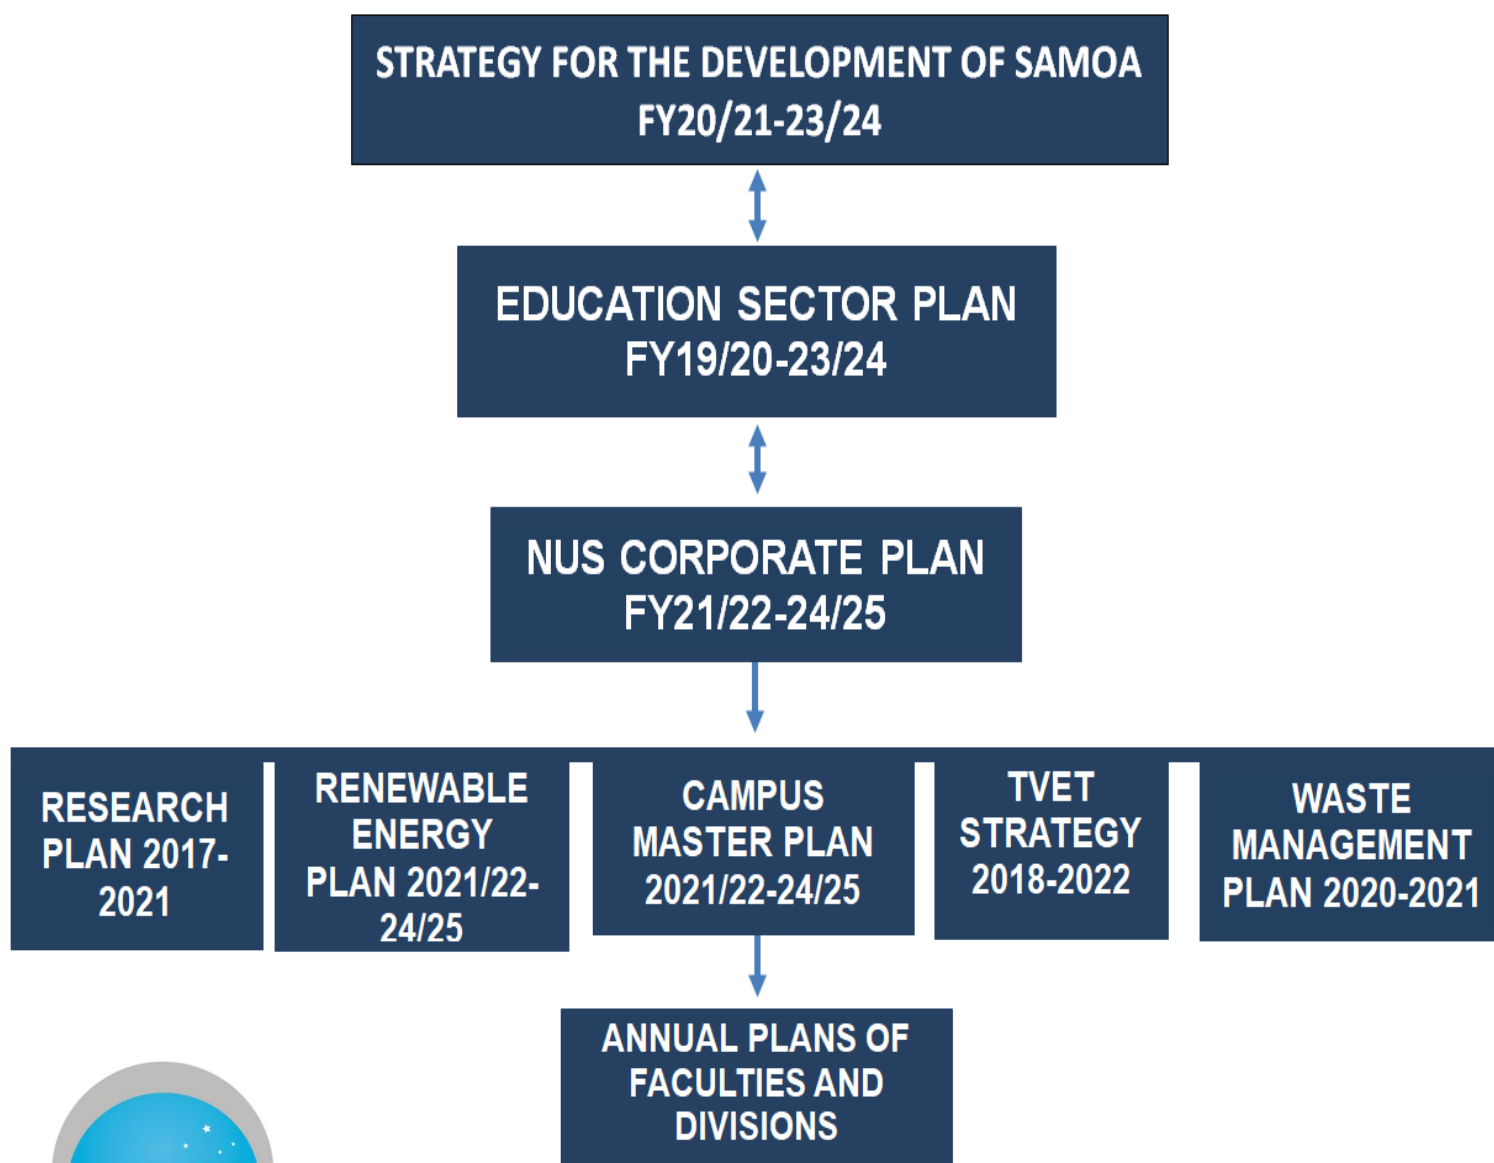 STRATEGY FOR THE DEVELOPMENT OF SAMOA
FY20/21-23/24
EDUCATION SECTOR PLAN
FY19/20-23/24
NUS CORPORATE PLAN
FY21/22-24/25
RESEARCH
PLAN 2017-
2021
RENEWABLE
ENERGY
PLAN 2021/22-
24/25
CAMPUS
MASTER PLAN
2021/22-24/25
TVET
STRATEGY
2018-2022
WASTE
MANAGEMENT
PLAN 2020-2021
ANNUAL PLANS OF
FACULTIES AND
DIVISIONS